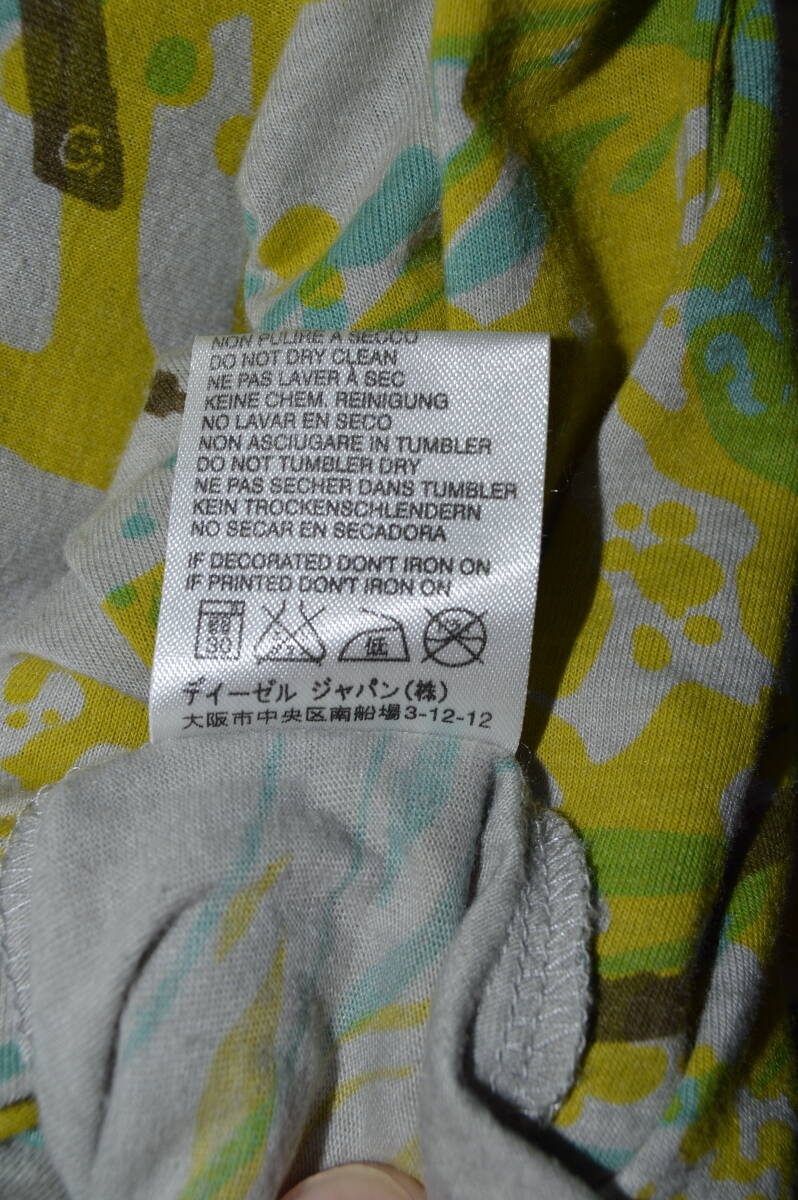 NON PULIRE A SECCO
DO NOT DRY CLEAN
NE PAS LAVER À SEC
KEINE CHEM. REINIGUNG
NO LAVAR EN SECO
NON ASCIUGARE IN TUMBLER
DO NOT TUMBLER DRY
NE PAS SECHER DANS TUMBLER
KEIN TROCKENSCHLENDERN
NO SECAR EN SECADORA
IF DECORATED DON'T IRON ON
IF PRINTED DON'T IRON ON
30 低
デイーゼル ジャパン(株)
大阪市中央区南船場3-12-12